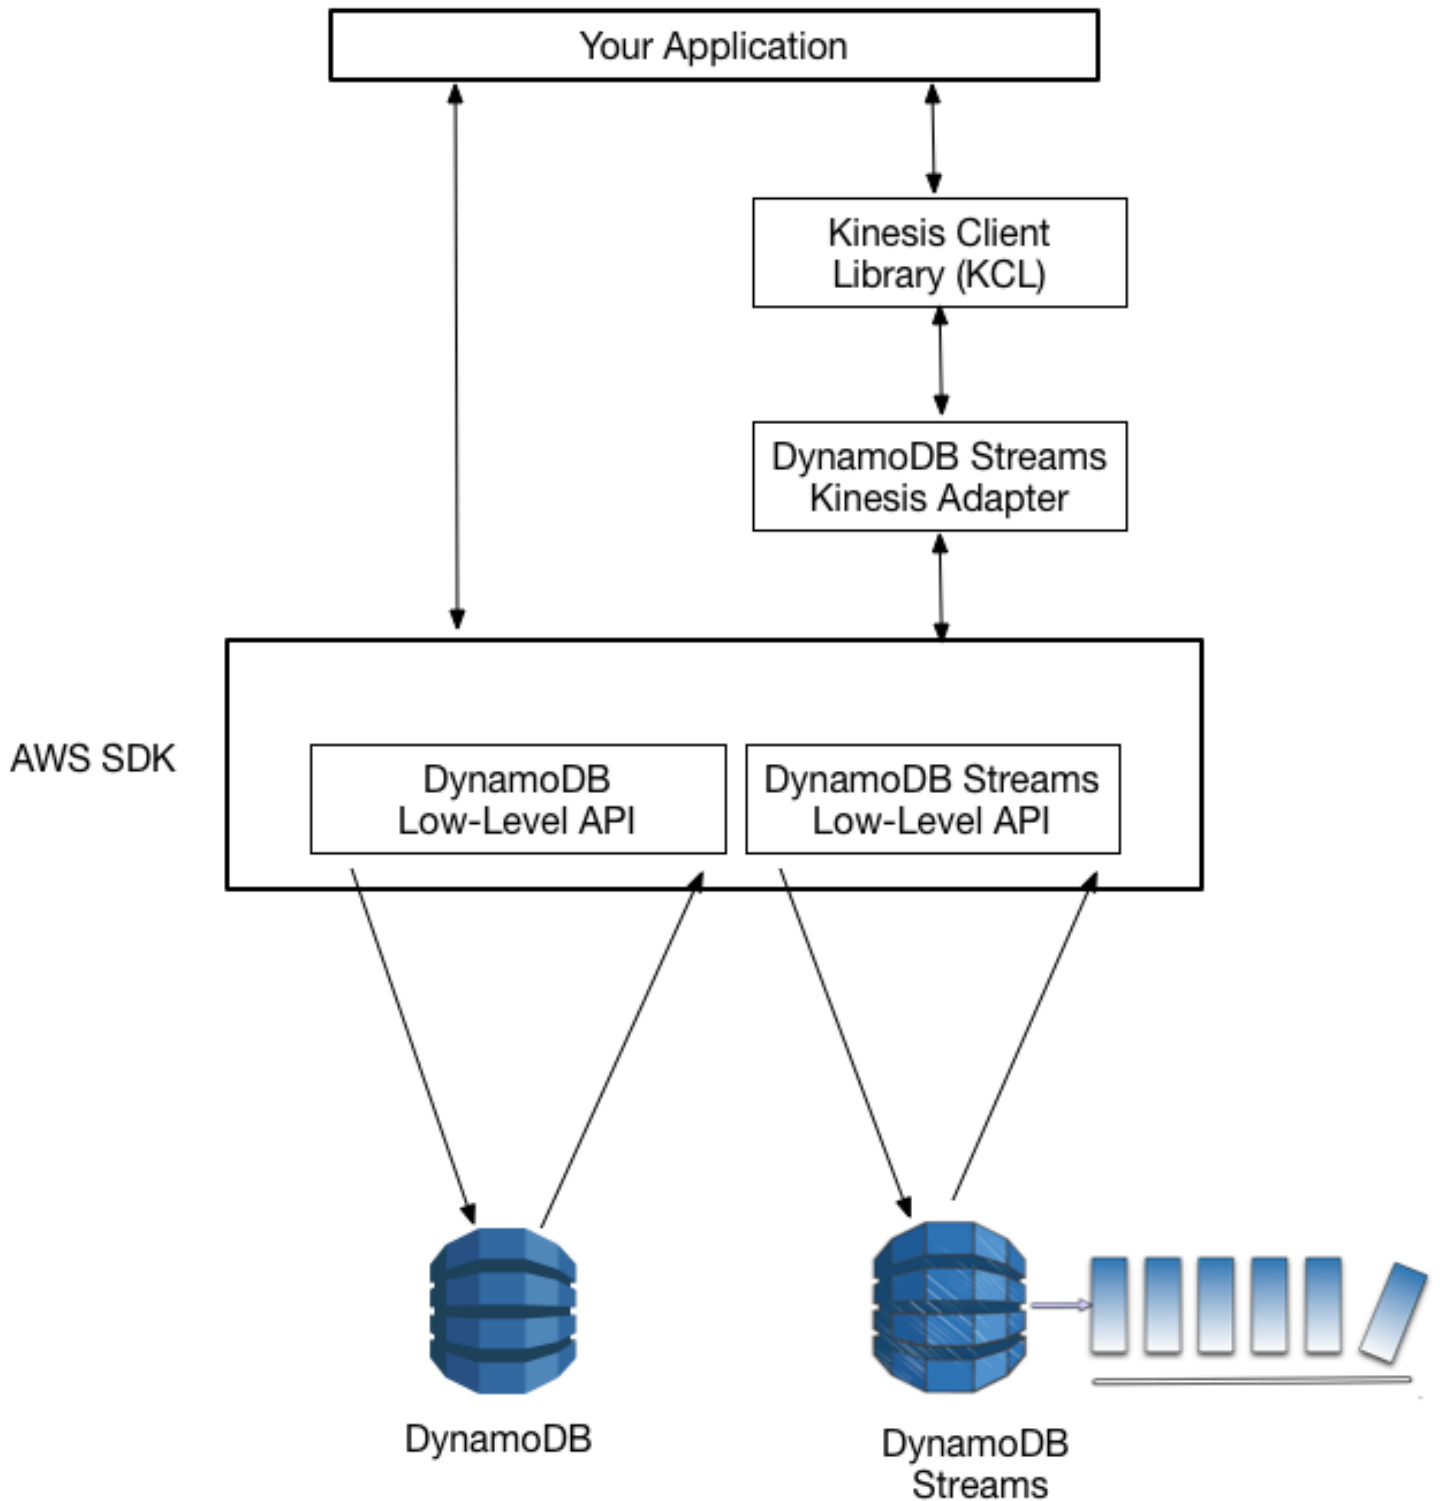 Your Application
Kinesis Client
Library (KCL)
DynamoDB Streams
Kinesis Adapter
AWS SDK
DynamoDB
Low-Level API
DynamoDB Streams
Low-Level API
DynamoDB
DynamoDB
Streams